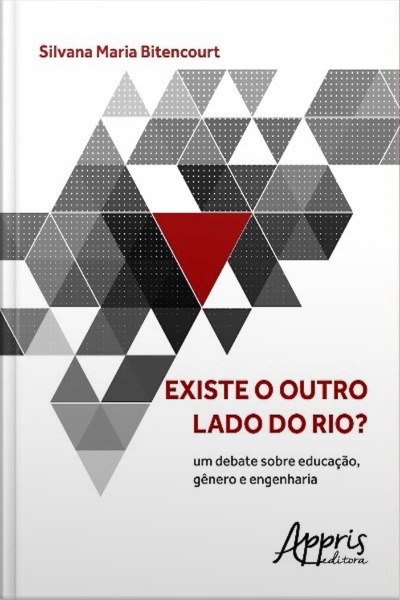 Silvana Maria Bitencourt
EXISTE O OUTRO
LADO DO RIO?
um debate sobre educação,
gênero e engenharia
Appris
editora